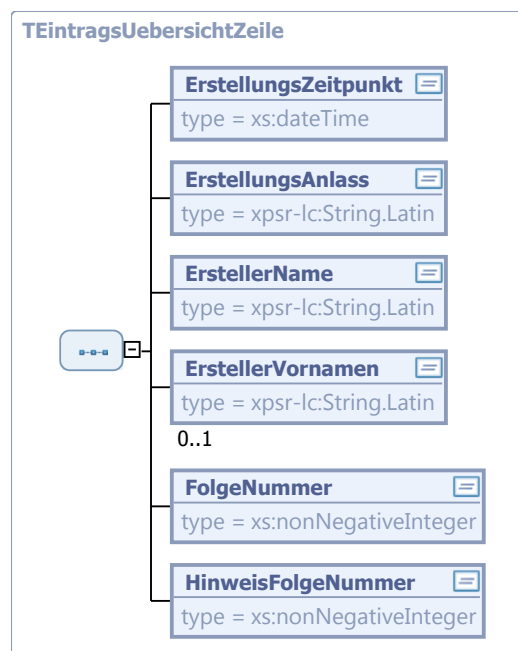 TEintragsUebersichtZeile
ErstellungsZeitpunkt
type = xs:dateTime
ErstellungsAnlass
type = xpsr-lc:String.Latin
ErstellerName
type = xpsr-lc:String.Latin
ErstellerVornamen
type = xpsr-lc:String.Latin
0..1
FolgeNummer
type = xs:nonNegativeInteger
HinweisFolgeNummer
type = xs:nonNegativeInteger